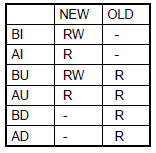 NEW OLD
BI RW -
AI R -
BU RW R
AU R R
BD - R
AD - R